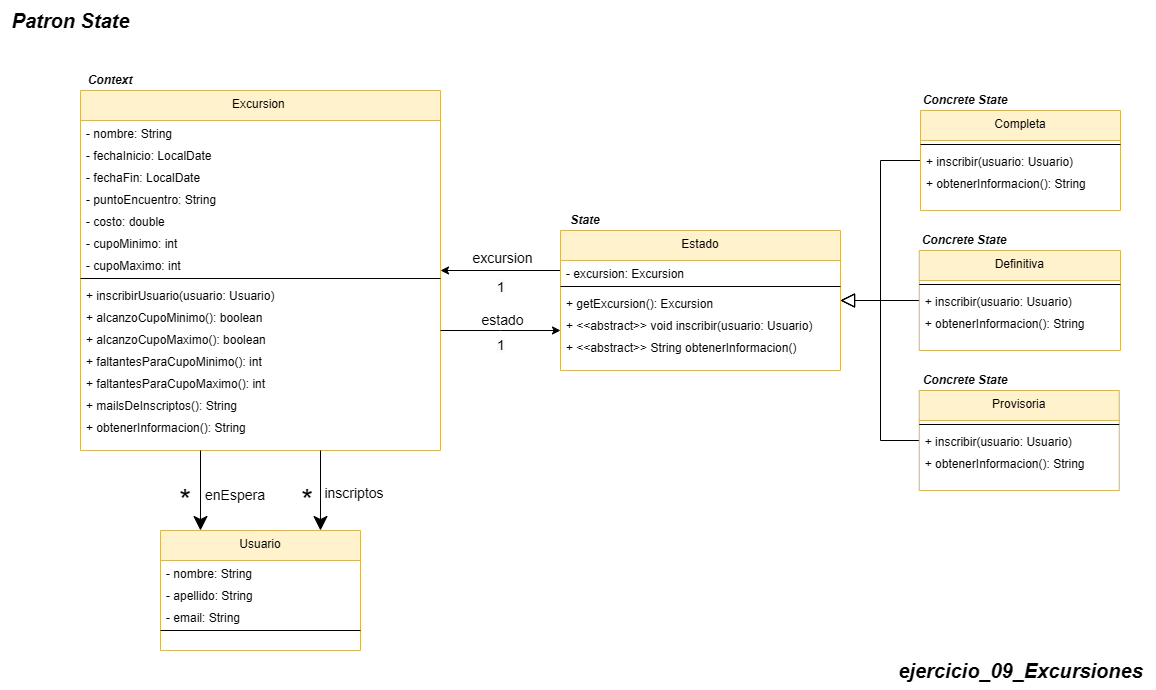 Patron State
Context
Excursion
- nombre: String
- fechaInicio: LocalDate
- fechaFin: LocalDate
- puntoEncuentro: String
- costo: double
- cupoMinimo: int
- cupoMaximo: int
+ inscribirUsuario(usuario: Usuario)
+ alcanzoCupoMinimo(): boolean
+ alcanzoCupoMaximo(): boolean
+ faltantesParaCupoMinimo(): int
+ faltantesParaCupoMaximo(): int
+ mailsDeInscriptos(): String
+ obtenerInformacion(): String
excursion
1
estado
1
State
Estado
- excursion: Excursion
+ getExcursion(): Excursion
+ <<abstract>> void inscribir(usuario: Usuario)
+ <<abstract>> String obtenerInformacion()
Concrete State
Completa
+ inscribir(usuario: Usuario)
+ obtenerInformacion(): String
Concrete State
Definitiva
+ inscribir(usuario: Usuario)
+ obtenerInformacion(): String
Concrete State
Provisoria
+ inscribir(usuario: Usuario)
+ obtenerInformacion(): String
* enEspera
* inscriptos
Usuario
- nombre: String
- apellido: String
- email: String
ejercicio_09_Excursiones